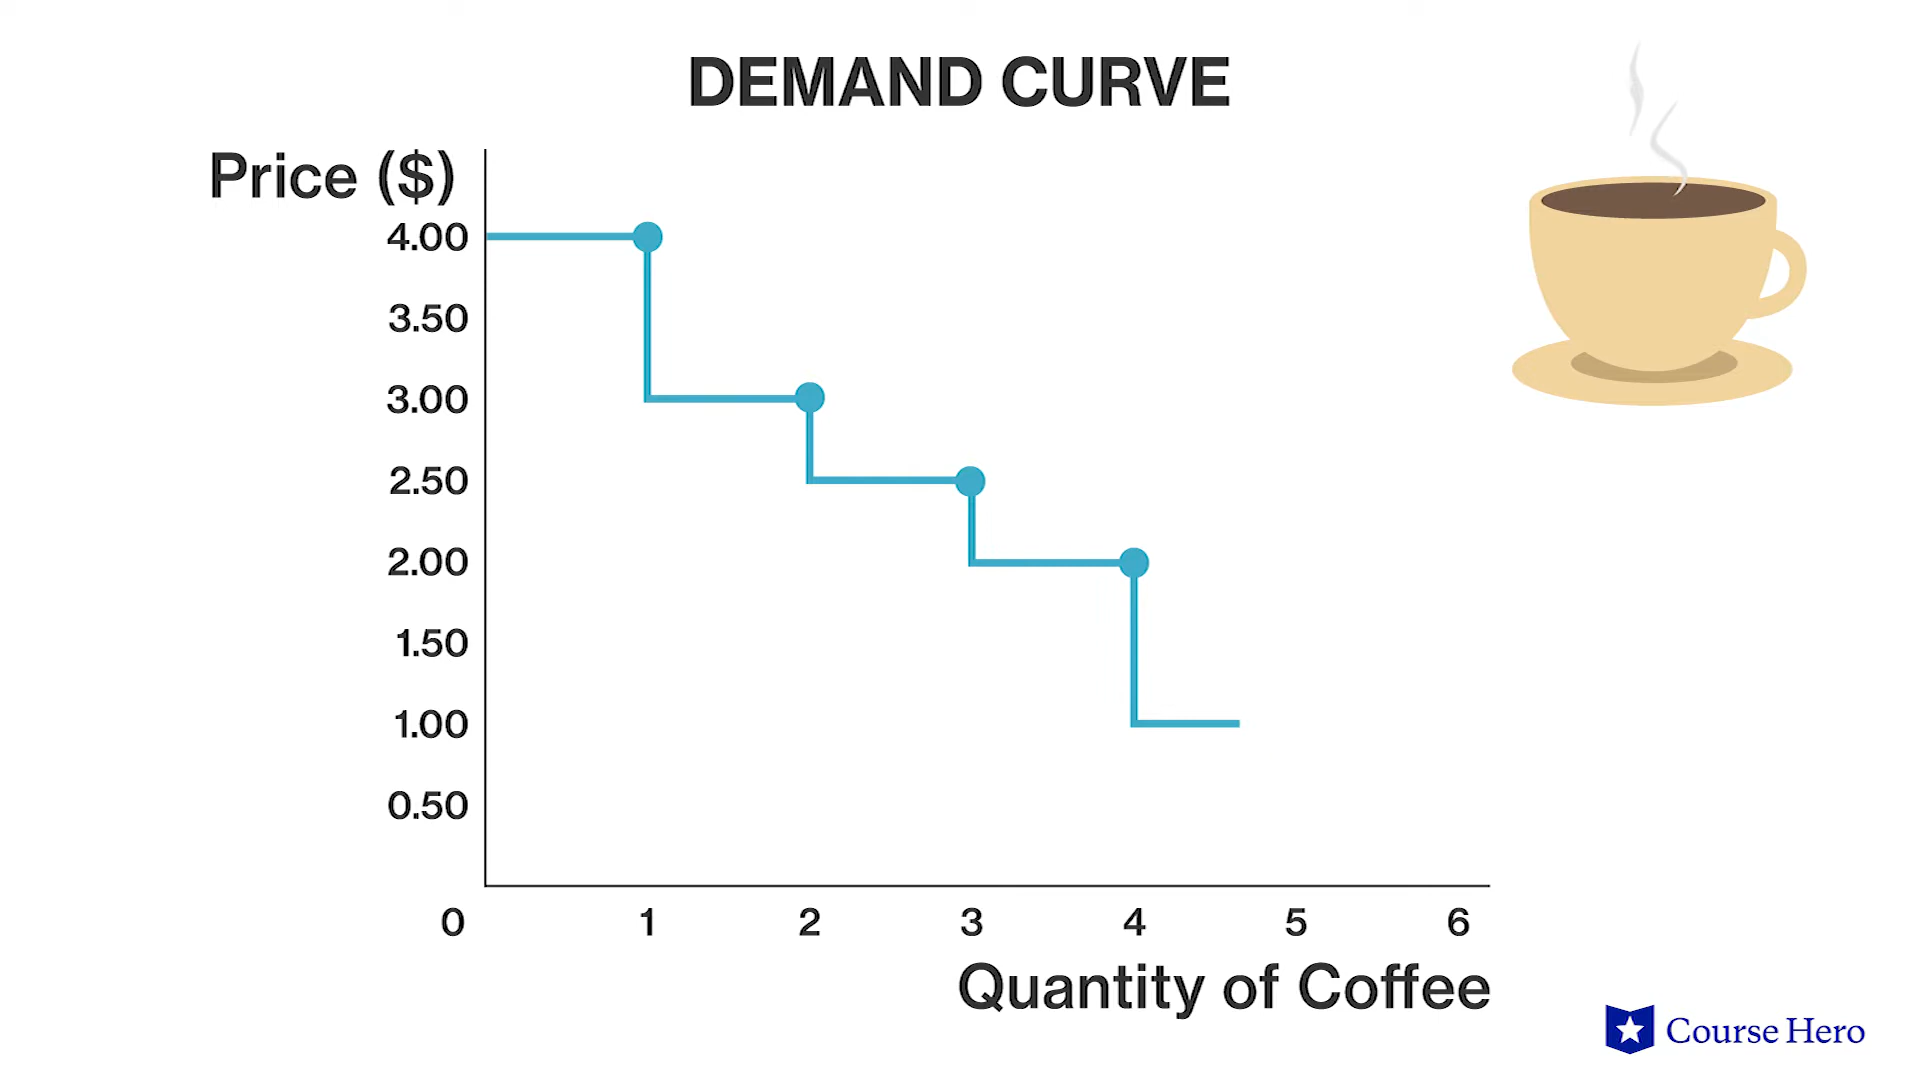 DEMAND CURVE
Price ($)
4.00
3.50
3.00
2.50
2.00
1.50
1.00
0.50
0 1 2 3 4 5 6
Quantity of Coffee
Course Hero